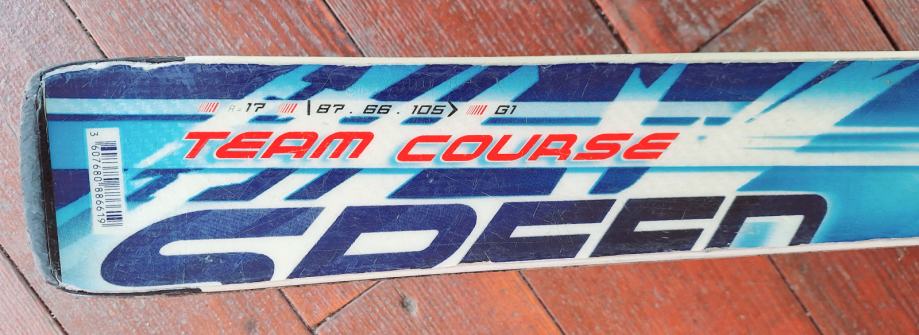 R=17 87.66.105 G1
TEAM COURSE
3 607680 886619
SPEED